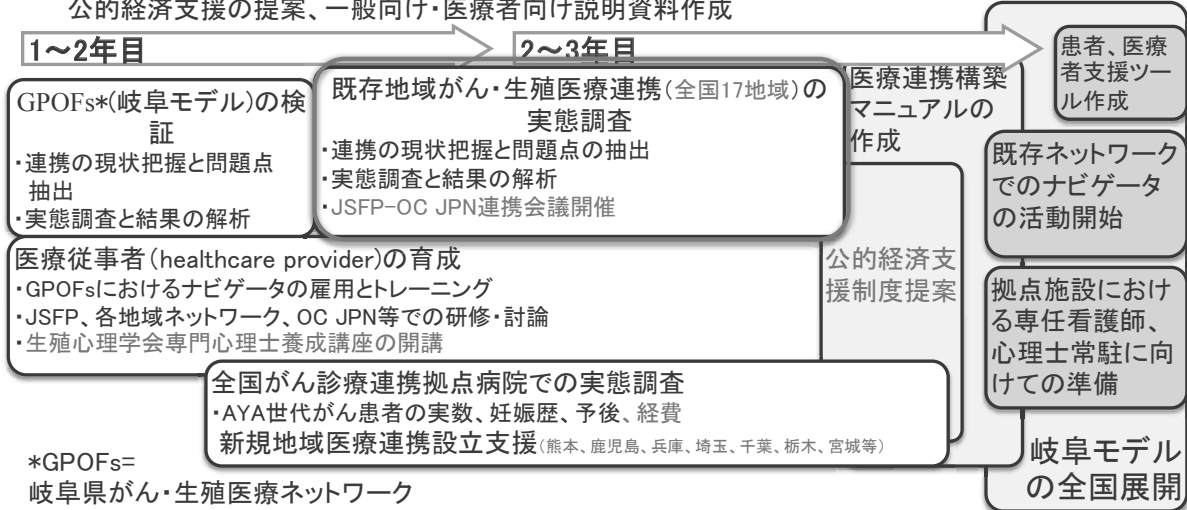 公的経済支援の提案、一般向け・医療者向け説明資料作成
1～2年目
2～3年目
GPOFs*(岐阜モデル)の検
証
・連携の現状把握と問題点
抽出
・実態調査と結果の解析
既存地域がん・生殖医療連携(全国17地域)の
実態調査
・連携の現状把握と問題点の抽出
・実態調査と結果の解析
・JSFP-OC JPN連携会議開催
医療連携構築
マニュアルの
作成
患者、医療
者支援ツー
ル作成
既存ネットワーク
でのナビゲータ
の活動開始
医療従事者(healthcare provider)の育成
・GPOFsにおけるナビゲータの雇用とトレーニング
・JSFP、各地域ネットワーク、OC JPN等での研修・討論
・生殖心理学会専門心理士養成講座の開講
公的経済支
援制度提案
拠点施設におけ
る専任看護師、
心理士常駐に向
けての準備
全国がん診療連携拠点病院での実態調査
・AYA世代がん患者の実数、妊娠歴、予後、経費
新規地域医療連携設立支援(熊本、鹿児島、兵庫、埼玉、千葉、栃木、宮城等)
岐阜モデル
の全国展開
*GPOFs=
岐阜県がん・生殖医療ネットワーク